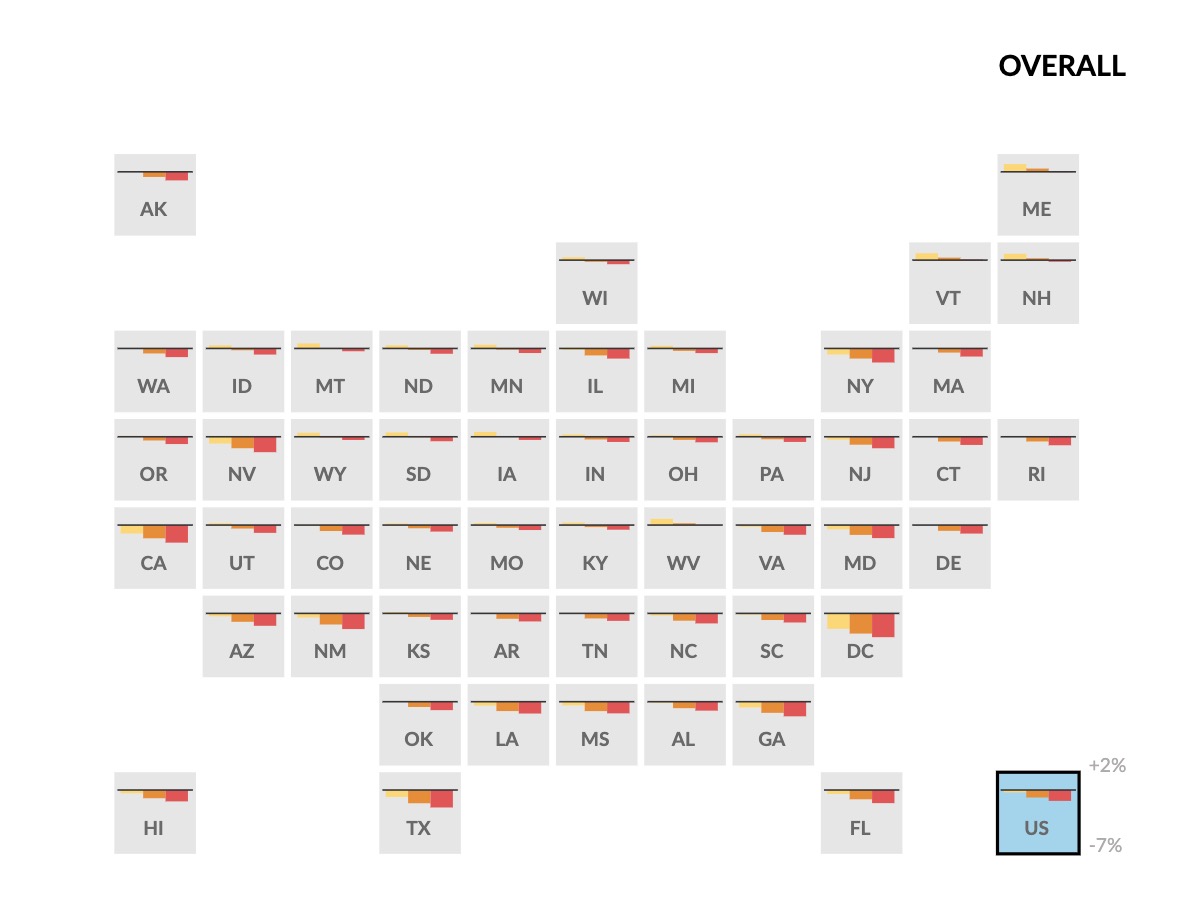 OVERALL
AK ME
WI VT NH
WA ID MT ND MN IL MI NY MA
OR NV WY SD IA IN OH PA NJ CT RI
CA UT CO NE MO KY WV VA MD DE
AZ NM KS AR TN NC SC DC
OK LA MS AL GA
+2%
HI TX FL US
-7%